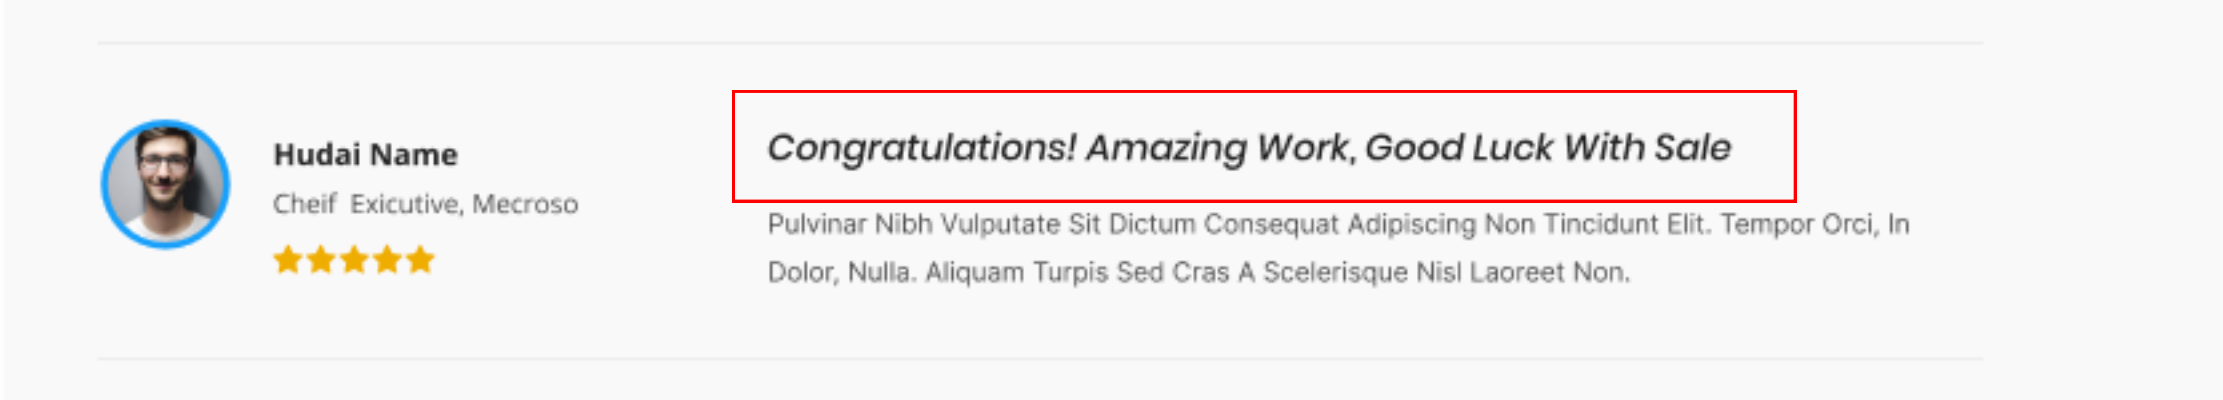 Hudai Name
Cheif Exicutive, Mecroso
Congratulations! Amazing Work, Good Luck With Sale
Pulvinar Nibh Vulputate Sit Dictum Consequat Adipiscing Non Tincidunt Elit. Tempor Orci, In
Dolor, Nulla. Aliquam Turpis Sed Cras A Scelerisque Nisl Laoreet Non.